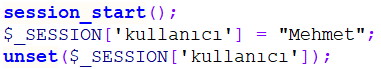 session_start();
$_SESSION['kullanıcı'] = "Mehmet";
unset($_SESSION['kullanıcı']);